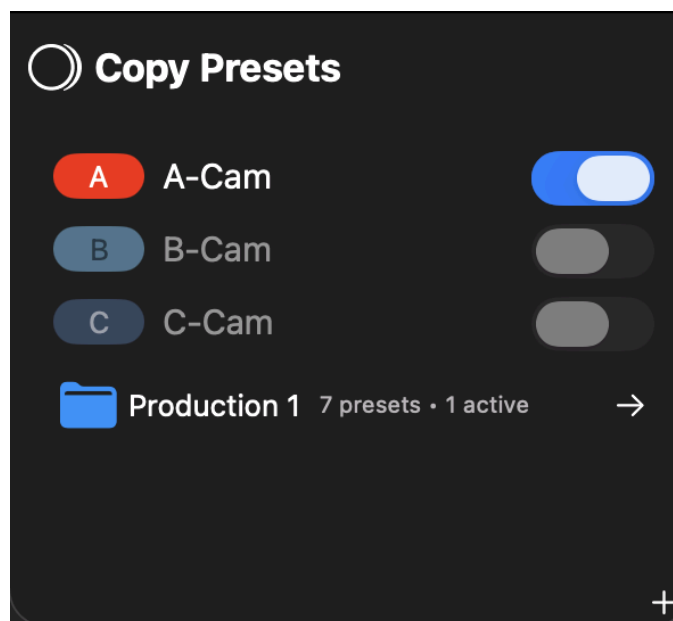 Copy Presets
A A-Cam
B B-Cam
C C-Cam
Production 1 7 presets • 1 active